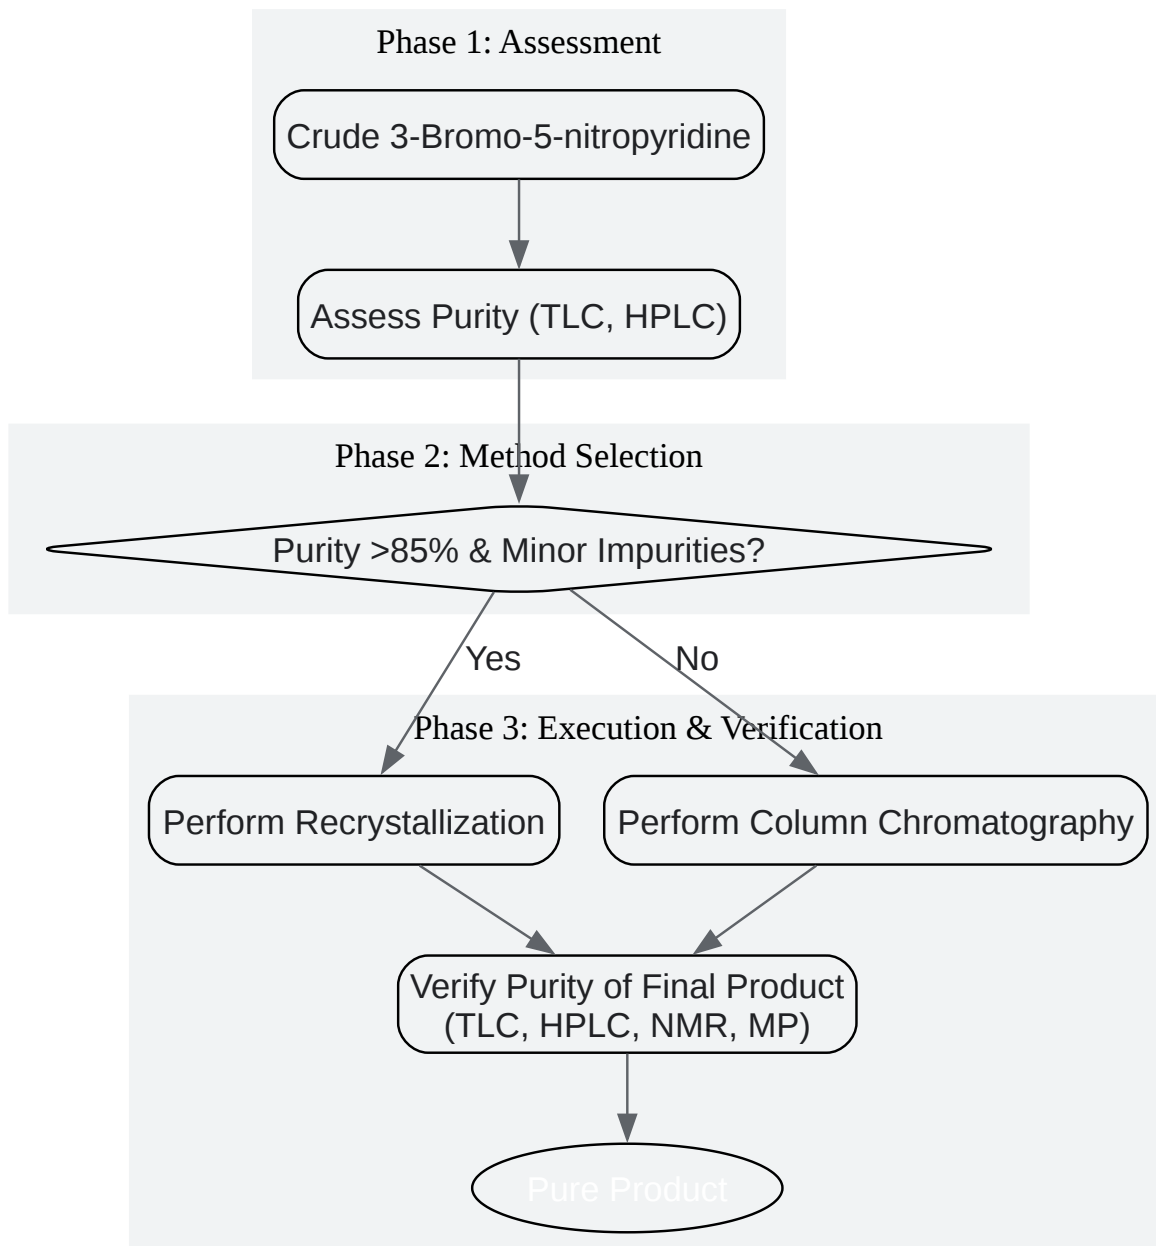 Phase 1: Assessment
Crude 3-Bromo-5-nitropyridine
Assess Purity (TLC, HPLC)
Phase 2: Method Selection
Purity >85% & Minor Impurities?
Yes
No
Phase 3: Execution & Verification
Perform Recrystallization
Perform Column Chromatography
Verify Purity of Final Product
(TLC, HPLC, NMR, MP)
Pure Product